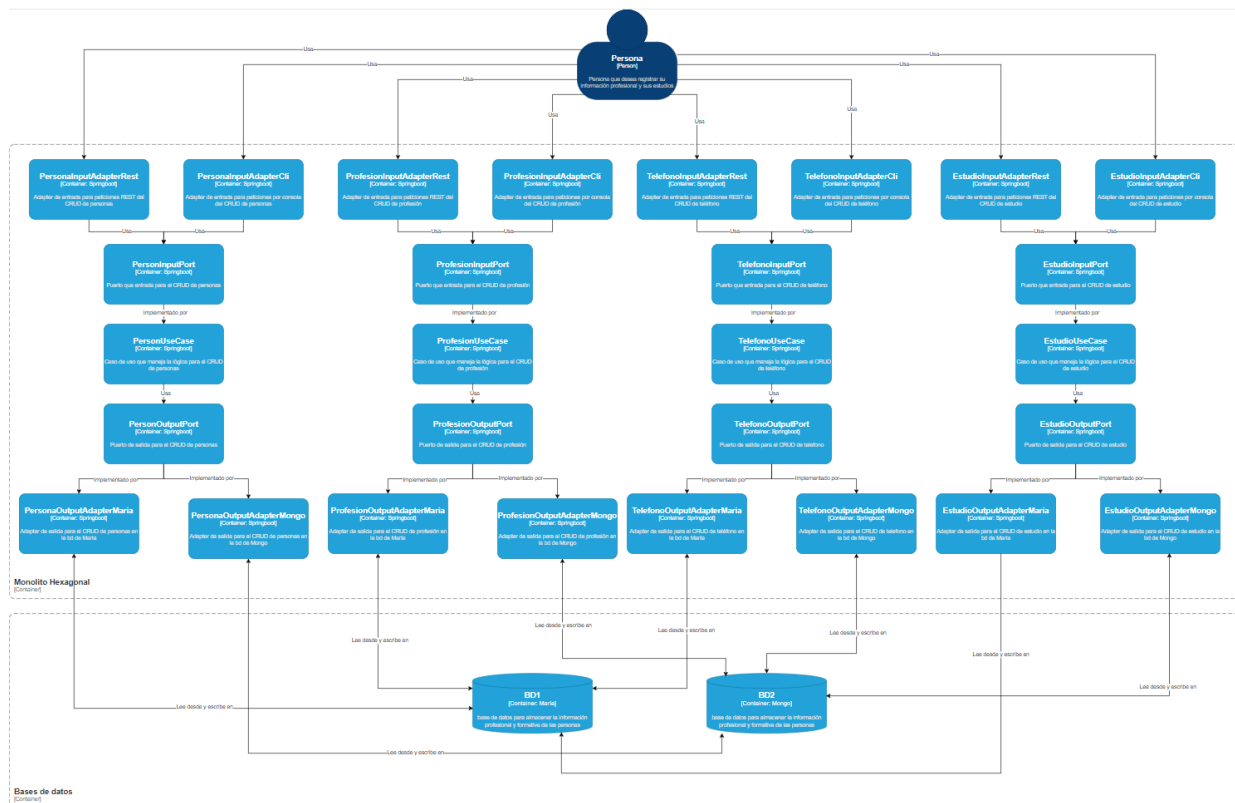 Persona
[Person]
Persona que desea registrar su
información profesional y sus estudios
Usa
Usa
Usa
Usa
Usa
Usa
Usa
Usa
PersonaInputAdapterRest
[Container: Springboot]
Adapter de entrada para peticiones REST del
CRUD de personas
PersonaInputAdapterCli
[Container: Springboot]
Adapter de entrada para peticiones por consola
del CRUD de personas
ProfesionInputAdapterRest
[Container: Springboot]
Adapter de entrada para peticiones REST del
CRUD de profesión
ProfesionInputAdapterCli
[Container: Springboot]
Adapter de entrada para peticiones por consola
del CRUD de profesión
TelefonoInputAdapterRest
[Container: Springboot]
Adapter de entrada para peticiones REST del
CRUD de teléfono
TelefonoInputAdapterCli
[Container: Springboot]
Adapter de entrada para peticiones por consola
del CRUD de teléfono
EstudioInputAdapterRest
[Container: Springboot]
Adapter de entrada para peticiones REST del
CRUD de estudio
EstudioInputAdapterCli
[Container: Springboot]
Adapter de entrada para peticiones por consola
del CRUD de estudio
Usa
Usa
Usa
Usa
Usa
Usa
Usa
Usa
PersonInputPort
[Container: Springboot]
Puerto que entrada para el CRUD de personas
ProfesionInputPort
[Container: Springboot]
Puerto que entrada para el CRUD de profesión
TelefonoInputPort
[Container: Springboot]
Puerto que entrada para el CRUD de teléfono
EstudioInputPort
[Container: Springboot]
Puerto que entrada para el CRUD de estudio
Implementado por
Implementado por
Implementado por
Implementado por
PersonUseCase
[Container: Springboot]
Caso de uso que maneja la lógica para el CRUD
de personas
ProfesionUseCase
[Container: Springboot]
Caso de uso que maneja la lógica para el CRUD
de profesión
TelefonoUseCase
[Container: Springboot]
Caso de uso que maneja la lógica para el CRUD
de teléfono
EstudioUseCase
[Container: Springboot]
Caso de uso que maneja la lógica para el CRUD
de estudio
Usa
Usa
Usa
Usa
PersonOutputPort
[Container: Springboot]
Puerto de salida para el CRUD de personas
ProfesionOutputPort
[Container: Springboot]
Puerto de salida para el CRUD de profesión
TelefonoOutputPort
[Container: Springboot]
Puerto de salida para el CRUD de telefono
EstudioOutputPort
[Container: Springboot]
Puerto de salida para el CRUD de estudio
Implementado por
Implementado por
Implementado por
Implementado por
Implementado por
Implementado por
Implementado por
Implementado por
PersonaOutputAdapterMaria
[Container: Springboot]
Adapter de salida para el CRUD de personas en
la bd de Maria
PersonaOutputAdapterMongo
[Container: Springboot]
Adapter de salida para el CRUD de personas en
la bd de Mongo
ProfesionOutputAdapterMaria
[Container: Springboot]
Adapter de salida para el CRUD de profesión en
la bd de Maria
ProfesionOutputAdapterMongo
[Container: Springboot]
Adapter de salida para el CRUD de profesión en
la bd de Mongo
TelefonoOutputAdapterMaria
[Container: Springboot]
Adapter de salida para el CRUD de teléfono en
la bd de Maria
TelefonoOutputAdapterMongo
[Container: Springboot]
Adapter de salida para el CRUD de telefono en
la bd de Mongo
EstudioOutputAdapterMaria
[Container: Springboot]
Adapter de salida para el CRUD de estudio en la
bd de Maria
EstudioOutputAdapterMongo
[Container: Springboot]
Adapter de salida para el CRUD de estudio en la
bd de Mongo
Monolito Hexagonal
[Container]
Lee desde y escribe en
Lee desde y escribe en
Lee desde y escribe en
Lee desde y escribe en
Lee desde y escribe en
Lee desde y escribe en
Lee desde y escribe en
Lee desde y escribe en
BD1
[Container: Maria]
base de datos para almacenar la información
profesional y formativa de las personas
BD2
[Container: Mongo]
base de datos para almacenar la información
profesional y formativa de las personas
Bases de datos
[Container]